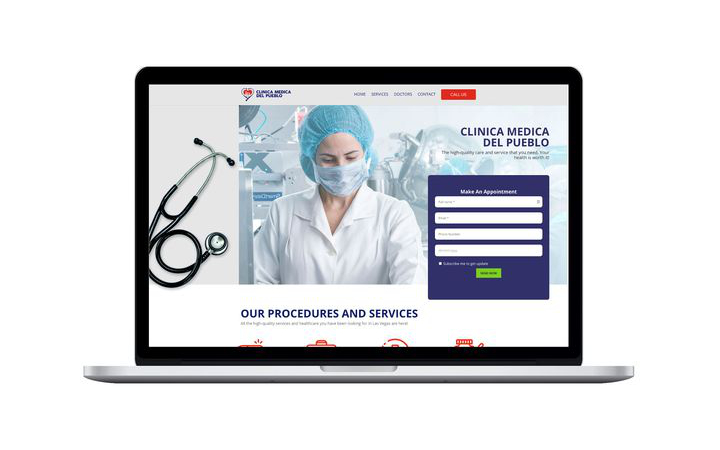 CLINICA MEDICA
DEL PUEBLO
HOME SERVICES DOCTORS CONTACT CALL US
CLINICA MEDICA
DEL PUEBLO
The high-quality care and service that you need. Your
health is worth it!
Make An Appointment
Full name *
Email *
Phone Number
Subscribe me to get update
SEND NOW
OUR PROCEDURES AND SERVICES
All the high-quality services and healthcare you have been looking for in Las Vegas are here!